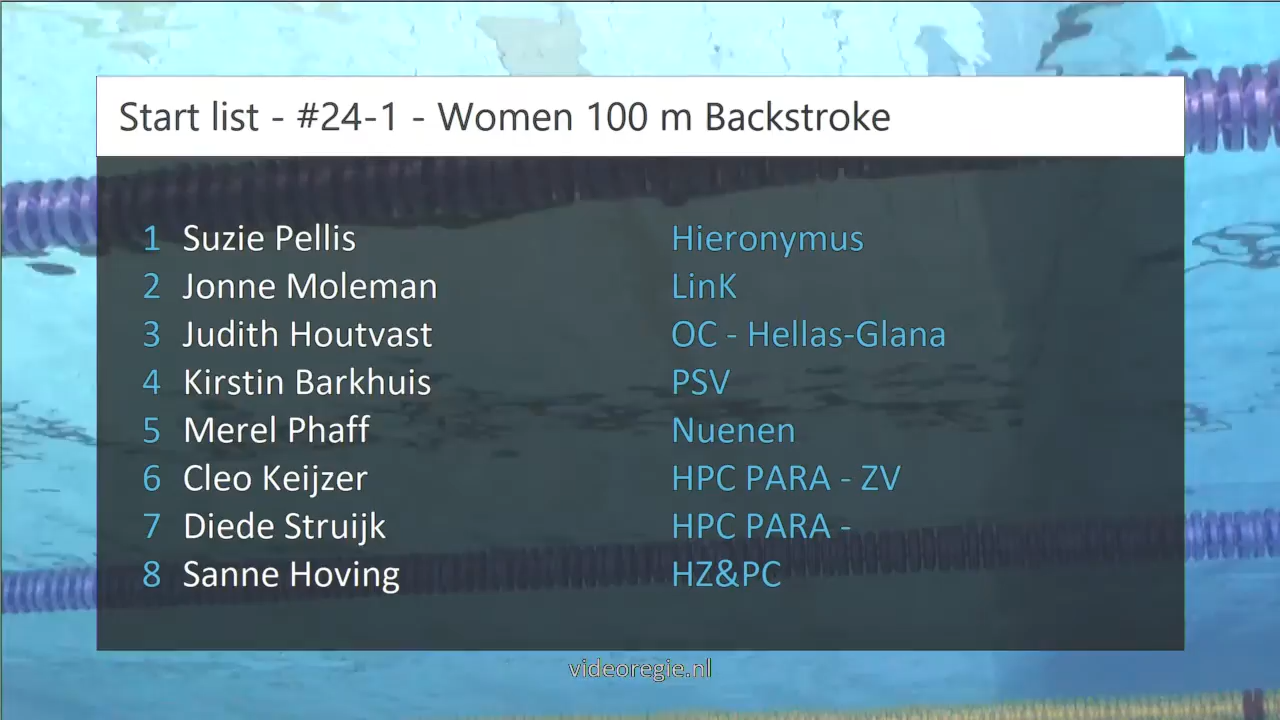 Start list - #24-1 - Women 100 m Backstroke
1 Suzie Pellis Hieronymus
2 Jonne Moleman LinK
3 Judith Houtvast OC - Hellas-Glana
4 Kirstin Barkhuis PSV
5 Merel Phaff Nuenen
6 Cleo Keijzer HPC PARA - ZV
7 Diede Struijk HPC PARA -
8 Sanne Hoving HZ&PC
videoregie.nl